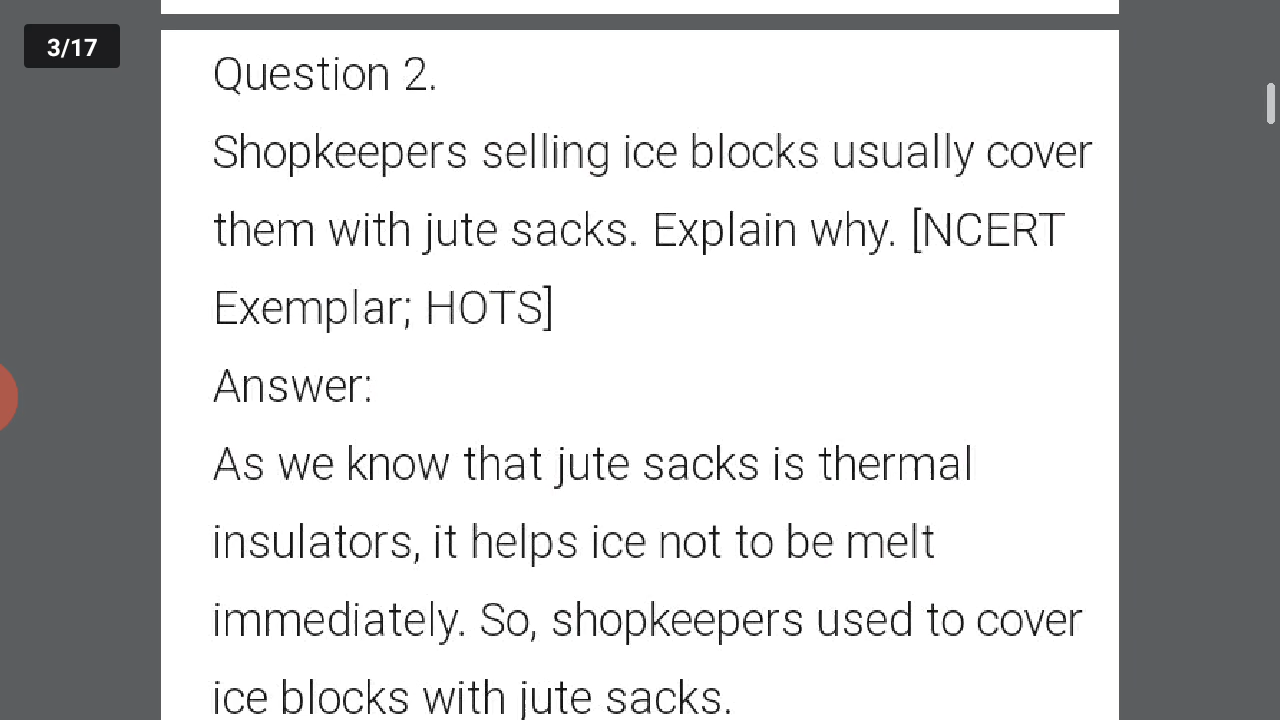 3/17
Question 2.
Shopkeepers selling ice blocks usually cover
them with jute sacks. Explain why. [NCERT
Exemplar; HOTS]
Answer:
As we know that jute sacks is thermal
insulators, it helps ice not to be melt
immediately. So, shopkeepers used to cover
ice blocks with jute sacks.